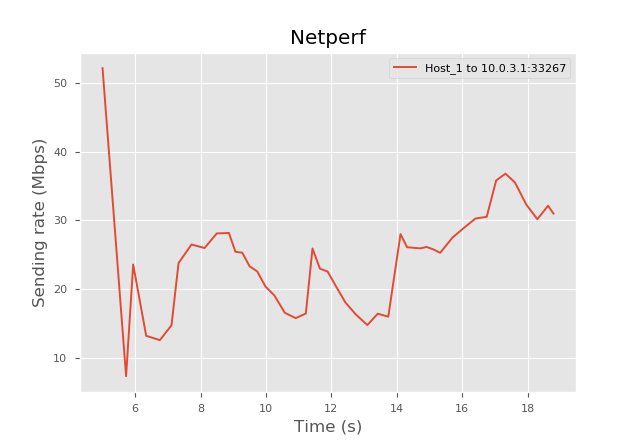 Netperf
Host_1 to 10.0.3.1:33267
Sending rate (Mbps)
50
40
30
20
10
6 8 10 12 14 16 18
Time (s)